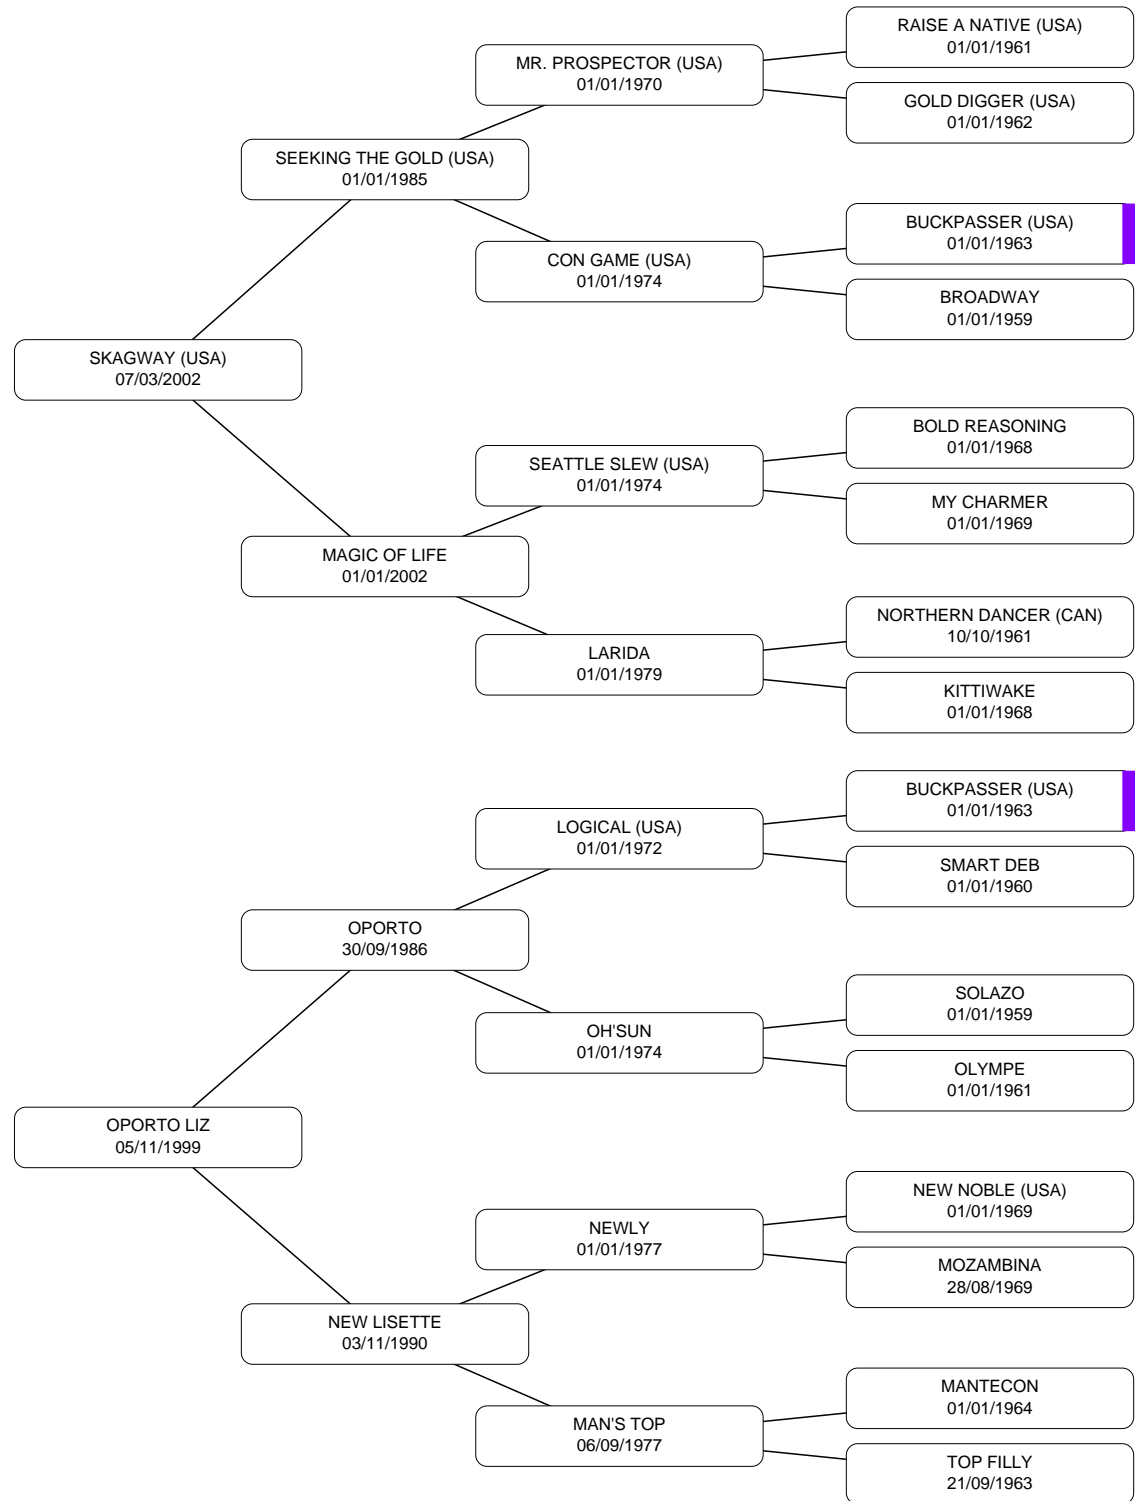 RAISE A NATIVE (USA)
01/01/1961
MR. PROSPECTOR (USA)
01/01/1970
GOLD DIGGER (USA)
01/01/1962
SEEKING THE GOLD (USA)
01/01/1985
BUCKPASSER (USA)
01/01/1963
CON GAME (USA)
01/01/1974
BROADWAY
01/01/1959
SKAGWAY (USA)
07/03/2002
BOLD REASONING
01/01/1968
SEATTLE SLEW (USA)
01/01/1974
MY CHARMER
01/01/1969
MAGIC OF LIFE
01/01/2002
NORTHERN DANCER (CAN)
10/10/1961
LARIDA
01/01/1979
KITTIWAKE
01/01/1968
BUCKPASSER (USA)
01/01/1963
LOGICAL (USA)
01/01/1972
SMART DEB
01/01/1960
OPORTO
30/09/1986
SOLAZO
01/01/1959
OH'SUN
01/01/1974
OLYMPE
01/01/1961
OPORTO LIZ
05/11/1999
NEW NOBLE (USA)
01/01/1969
NEWLY
01/01/1977
MOZAMBINA
28/08/1969
NEW LISETTE
03/11/1990
MANTECON
01/01/1964
MAN'S TOP
06/09/1977
TOP FILLY
21/09/1963